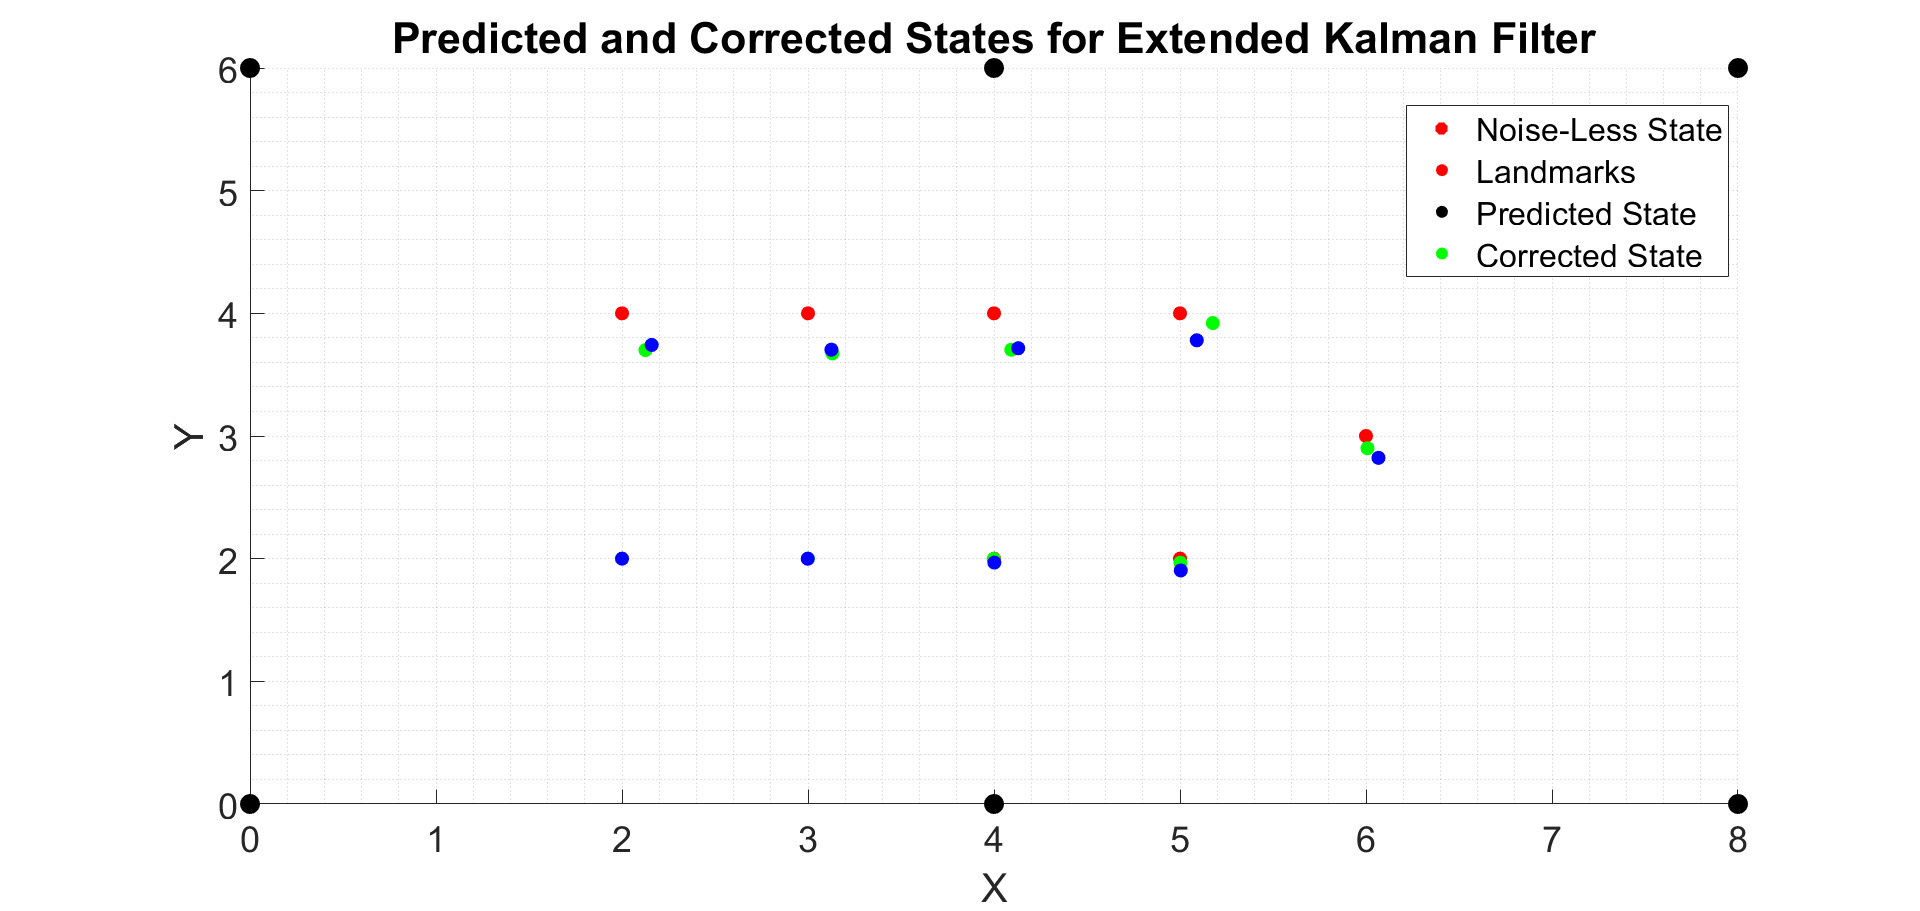 Predicted and Corrected States for Extended Kalman Filter
6
5
4
3
2
1
0
Y
Noise-Less State
Landmarks
Predicted State
Corrected State
0 1 2 3 4 5 6 7 8
X